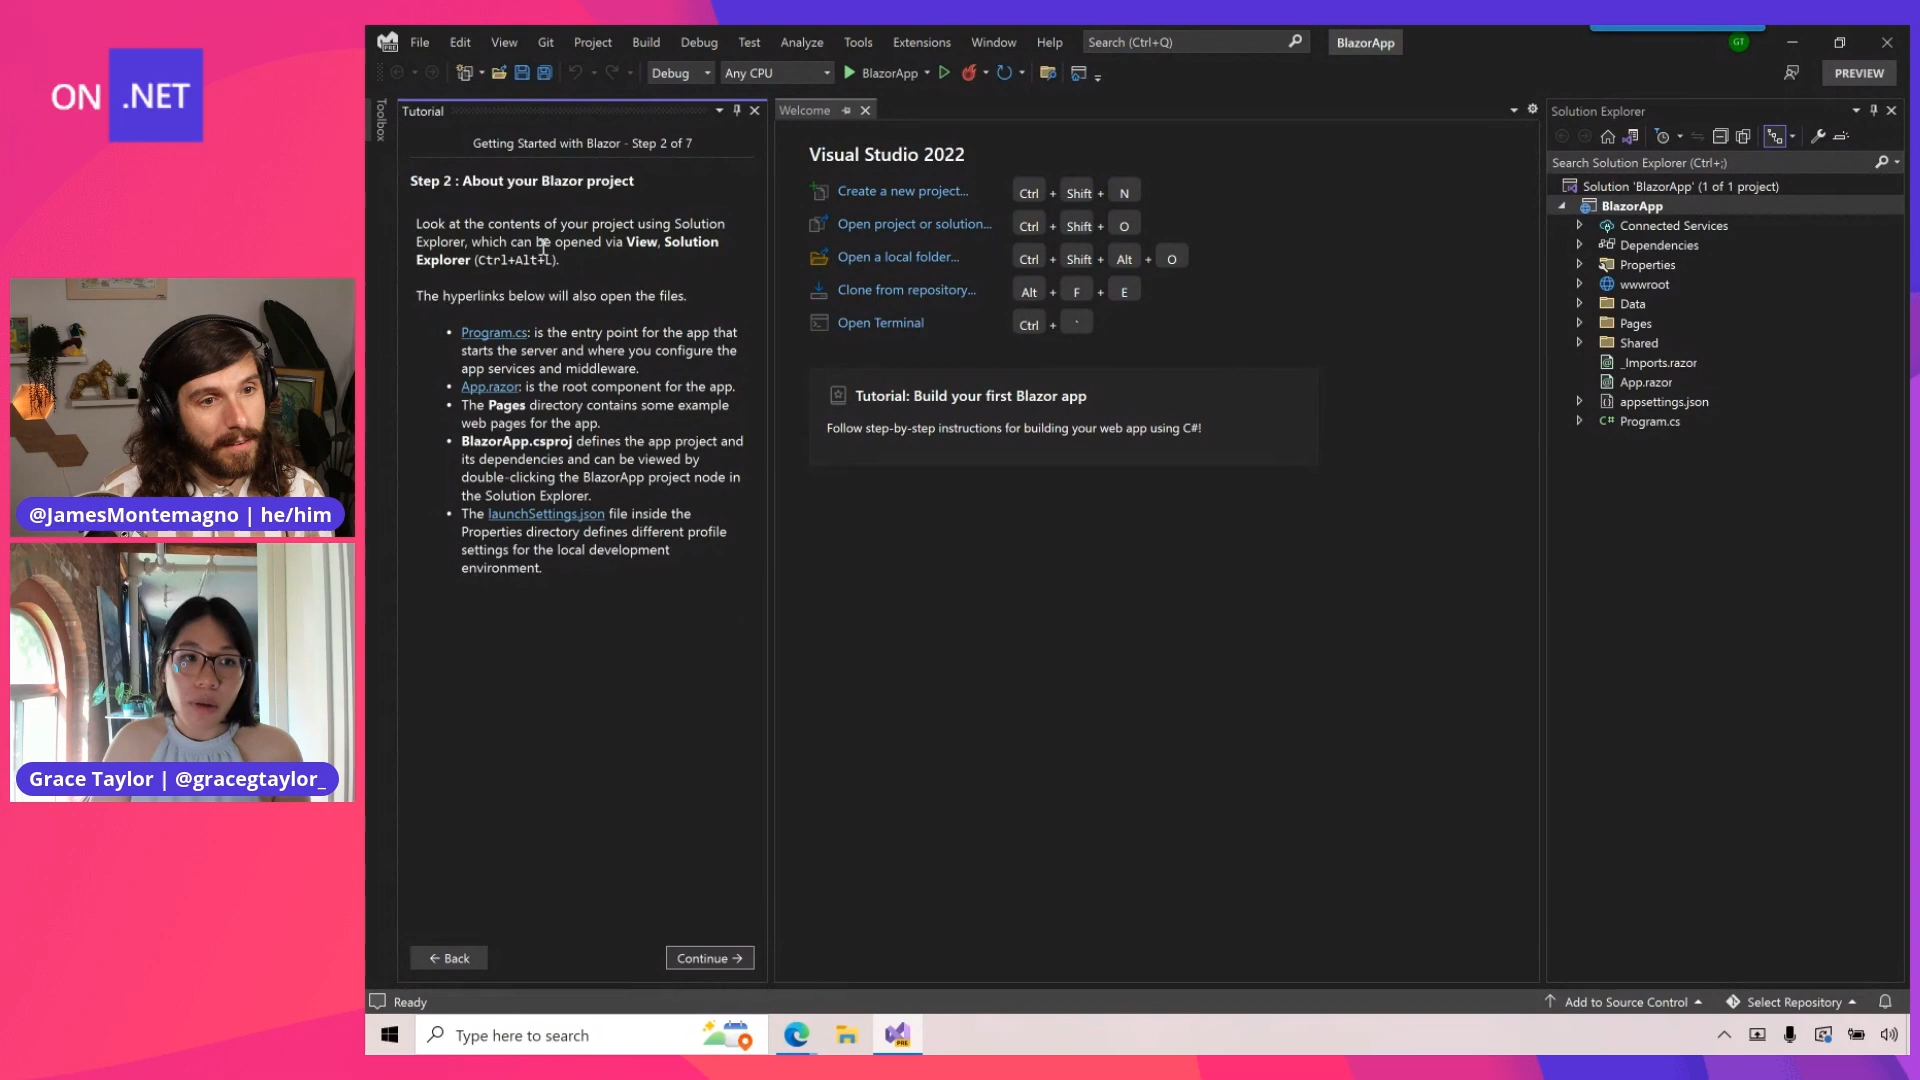 ON .NET
@JamesMontemagno | he/him
Grace Taylor | @gracegtaylor_
File Edit View Git Project Build Debug Test Analyze Tools Extensions Window Help Search (Ctrl+Q) BlazorApp GT
Debug Any CPU BlazorApp PREVIEW
Toolbox
Tutorial
Getting Started with Blazor - Step 2 of 7
Step 2 : About your Blazor project
Look at the contents of your project using Solution
Explorer, which can be opened via View, Solution
Explorer (Ctrl+Alt+L).
The hyperlinks below will also open the files.
• Program.cs: is the entry point for the app that
starts the server and where you configure the
app services and middleware.
• App.razor: is the root component for the app.
• The Pages directory contains some example
web pages for the app.
• BlazorApp.csproj defines the app project and
its dependencies and can be viewed by
double-clicking the BlazorApp project node in
the Solution Explorer.
• The launchSettings.json file inside the
Properties directory defines different profile
settings for the local development
environment.
← Back
Continue →
Welcome
Visual Studio 2022
Create a new project... Ctrl + Shift + N
Open project or solution... Ctrl + Shift + O
Open a local folder... Ctrl + Shift + Alt + O
Clone from repository... Alt + F + E
Open Terminal Ctrl + `
Tutorial: Build your first Blazor app
Follow step-by-step instructions for building your web app using C#!
Solution Explorer
Search Solution Explorer (Ctrl+;)
Solution 'BlazorApp' (1 of 1 project)
BlazorApp
Connected Services
Dependencies
Properties
wwwroot
Data
Pages
Shared
_Imports.razor
App.razor
appsettings.json
C# Program.cs
Ready
Add to Source Control
Select Repository
Type here to search
PRE